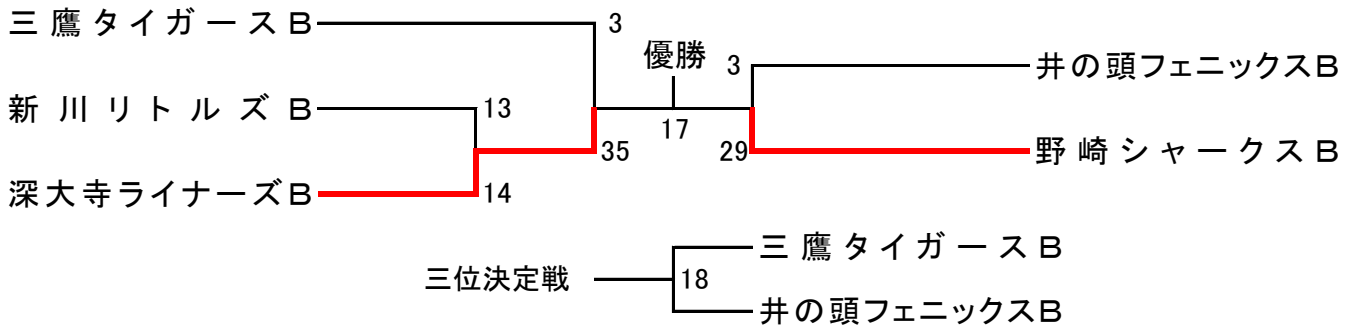 三鷹タイガースＢ
3
優勝
3
井の頭フェニックスＢ
新川リトルズＢ
13
17
35
29
野崎シャークスＢ
深大寺ライナーズＢ
14
三鷹タイガースＢ
三位決定戦
18
井の頭フェニックスＢ